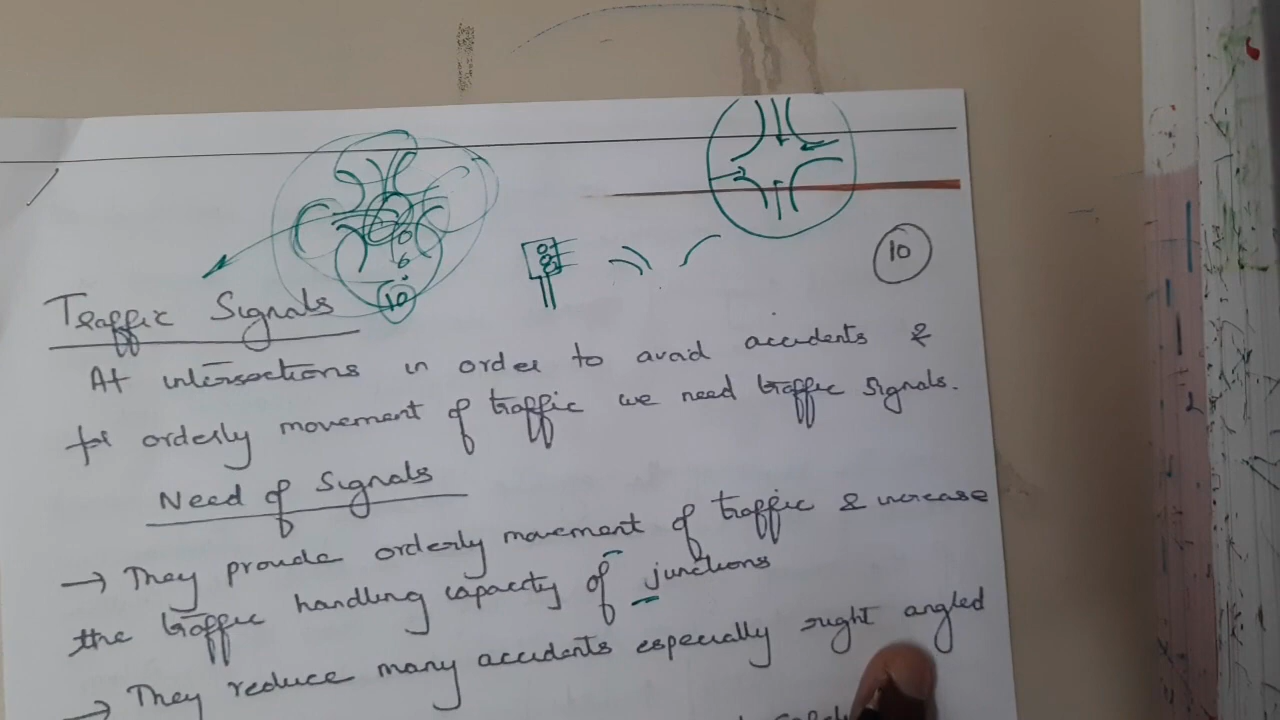 10
10
Traffic Signals
At intersections in order to avoid accidents &
for orderly movement of traffic we need traffic signals.
Need of Signals
→ They provide orderly movement of traffic & increase
the traffic handling capacity of junctions
→ They reduce many accidents especially right angled